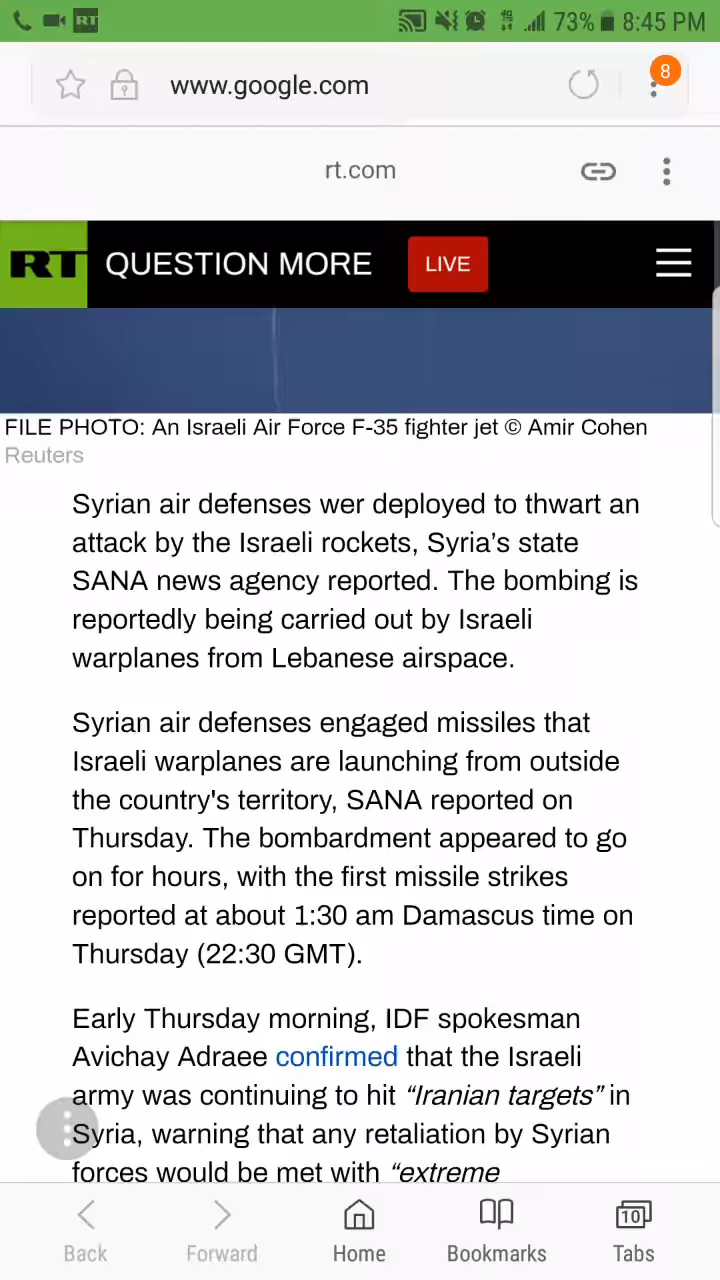 RT 73% 8:45 PM
www.google.com 8
rt.com
RT QUESTION MORE LIVE
FILE PHOTO: An Israeli Air Force F-35 fighter jet © Amir Cohen
Reuters
Syrian air defenses wer deployed to thwart an
attack by the Israeli rockets, Syria’s state
SANA news agency reported. The bombing is
reportedly being carried out by Israeli
warplanes from Lebanese airspace.
Syrian air defenses engaged missiles that
Israeli warplanes are launching from outside
the country's territory, SANA reported on
Thursday. The bombardment appeared to go
on for hours, with the first missile strikes
reported at about 1:30 am Damascus time on
Thursday (22:30 GMT).
Early Thursday morning, IDF spokesman
Avichay Adraee confirmed that the Israeli
army was continuing to hit “Iranian targets” in
Syria, warning that any retaliation by Syrian
forces would be met with “extreme
10
Back Forward Home Bookmarks Tabs